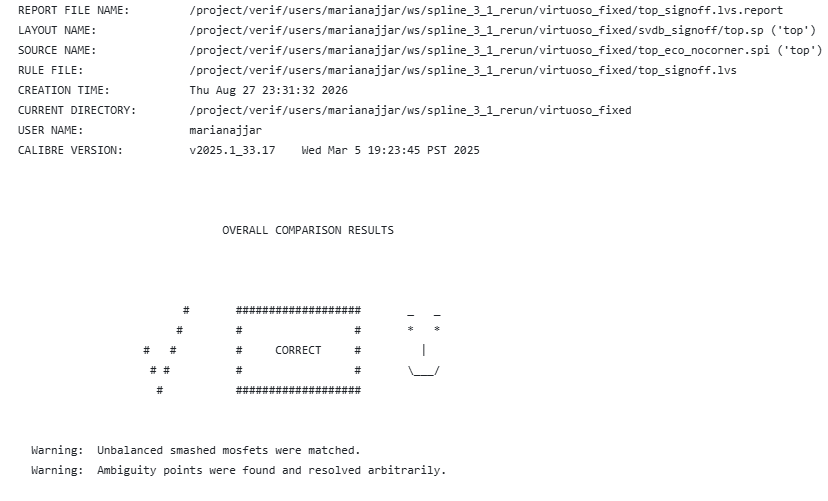 REPORT FILE NAME:         /project/verif/users/marianajjar/ws/spline_3_1_rerun/virtuoso_fixed/top_signoff.lvs.report
LAYOUT NAME:              /project/verif/users/marianajjar/ws/spline_3_1_rerun/virtuoso_fixed/svdb_signoff/top.sp ('top')
SOURCE NAME:              /project/verif/users/marianajjar/ws/spline_3_1_rerun/virtuoso_fixed/top_eco_nocorner.spi ('top')
RULE FILE:                /project/verif/users/marianajjar/ws/spline_3_1_rerun/virtuoso_fixed/top_signoff.lvs
CREATION TIME:            Thu Aug 27 23:31:32 2026
CURRENT DIRECTORY:        /project/verif/users/marianajjar/ws/spline_3_1_rerun/virtuoso_fixed
USER NAME:                marianajjar
CALIBRE VERSION:          v2025.1_33.17    Wed Mar 5 19:23:45 PST 2025
OVERALL COMPARISON RESULTS
      #       ###################       _   _
     #        #                 #       *   *
#   #         #     CORRECT     #         |
 # #          #                 #       \___/
  #           ###################
Warning:  Unbalanced smashed mosfets were matched.
Warning:  Ambiguity points were found and resolved arbitrarily.